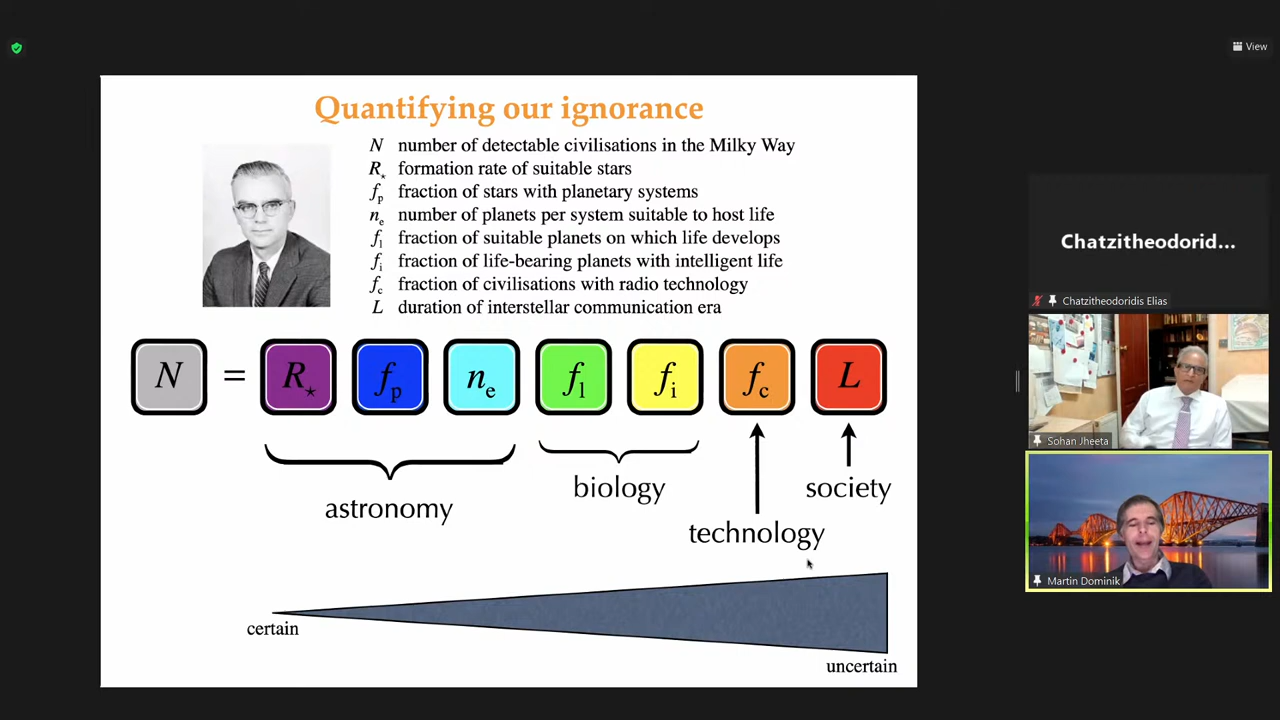 View
Quantifying our ignorance
N number of detectable civilisations in the Milky Way
R⋆ formation rate of suitable stars
fp fraction of stars with planetary systems
ne number of planets per system suitable to host life
fl fraction of suitable planets on which life develops
fi fraction of life-bearing planets with intelligent life
fc fraction of civilisations with radio technology
L duration of interstellar communication era
N = R⋆ fp ne fl fi fc L
astronomy
biology
technology
society
certain
uncertain
Chatzitheodorid...
Chatzitheodoridis Elias
Sohan Jheeta
Martin Dominik